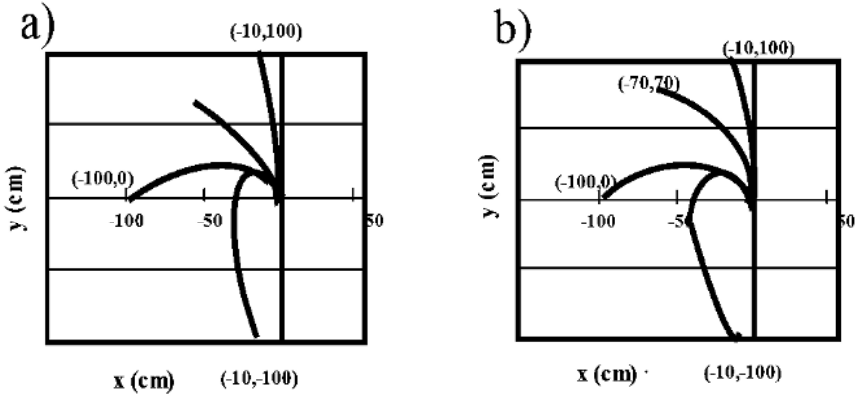 a)
(-10,100)
(-100,0)
y (cm)
-100
-50
50
x (cm)
(-10,-100)
b)
(-10,100)
(-70,70)
(-100,0)
y (cm)
-100
-50
50
x (cm)
(-10,-100)